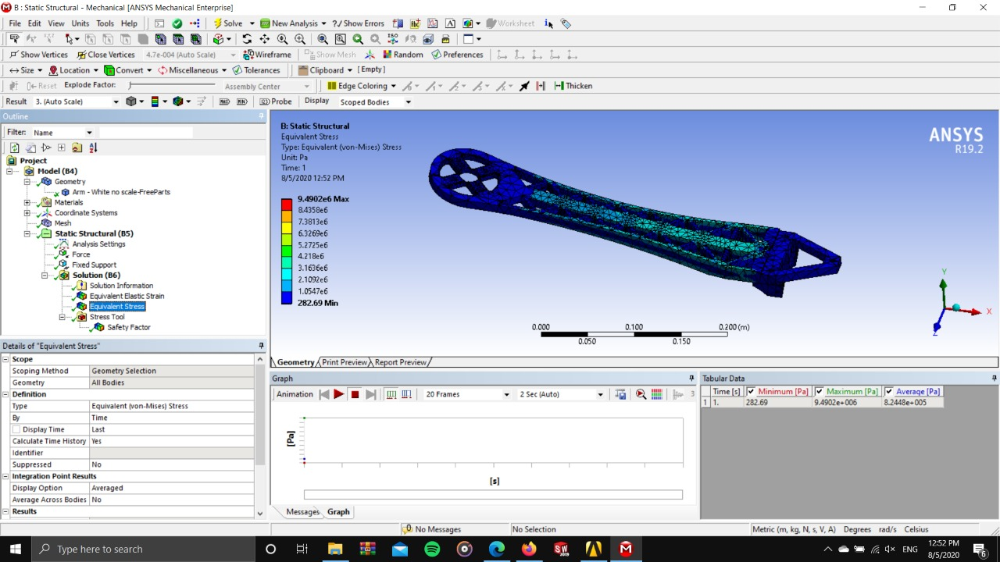 B : Static Structural - Mechanical [ANSYS Mechanical Enterprise]
File Edit View Units Tools Help Solve New Analysis ?/ Show Errors A Worksheet i
ISO
Show Vertices Close Vertices 4.7e-004 (Auto Scale) Wireframe Show Mesh Random Preferences
Size Location Convert Miscellaneous Tolerances Clipboard [ Empty ]
Reset Explode Factor: Assembly Center Edge Coloring Thicken
Result 3. (Auto Scale) MAX MIN Probe Display Scoped Bodies
Outline
Filter: Name
Project
Model (B4)
Geometry
Arm - White no scale-FreeParts
Materials
Coordinate Systems
Mesh
Static Structural (B5)
Analysis Settings
Force
Fixed Support
Solution (B6)
Solution Information
Equivalent Elastic Strain
Equivalent Stress
Stress Tool
Safety Factor
Details of "Equivalent Stress"
Scope
Scoping Method Geometry Selection
Geometry All Bodies
Definition
Type Equivalent (von-Mises) Stress
By Time
Display Time Last
Calculate Time History Yes
Identifier
Suppressed No
Integration Point Results
Display Option Averaged
Average Across Bodies No
Results
B: Static Structural
Equivalent Stress
Type: Equivalent (von-Mises) Stress
Unit: Pa
Time: 1
8/5/2020 12:52 PM
9.4902e6 Max
8.4358e6
7.3813e6
6.3269e6
5.2725e6
4.218e6
3.1636e6
2.1092e6
1.0547e6
282.69 Min
ANSYS
R19.2
Y
X
Z
0.000 0.100 0.200 (m)
0.050 0.150
Geometry Print Preview Report Preview
Graph
Animation 20 Frames 2 Sec (Auto) 3
[Pa]
[s]
Messages Graph
Tabular Data
Time [s] Minimum [Pa] Maximum [Pa] Average [Pa]
1 1. 282.69 9.4902e+006 8.2448e+005
0 No Messages No Selection Metric (m, kg, N, s, V, A) Degrees rad/s Celsius
Type here to search
SW
2019
M
ENG
12:52 PM
8/5/2020
6